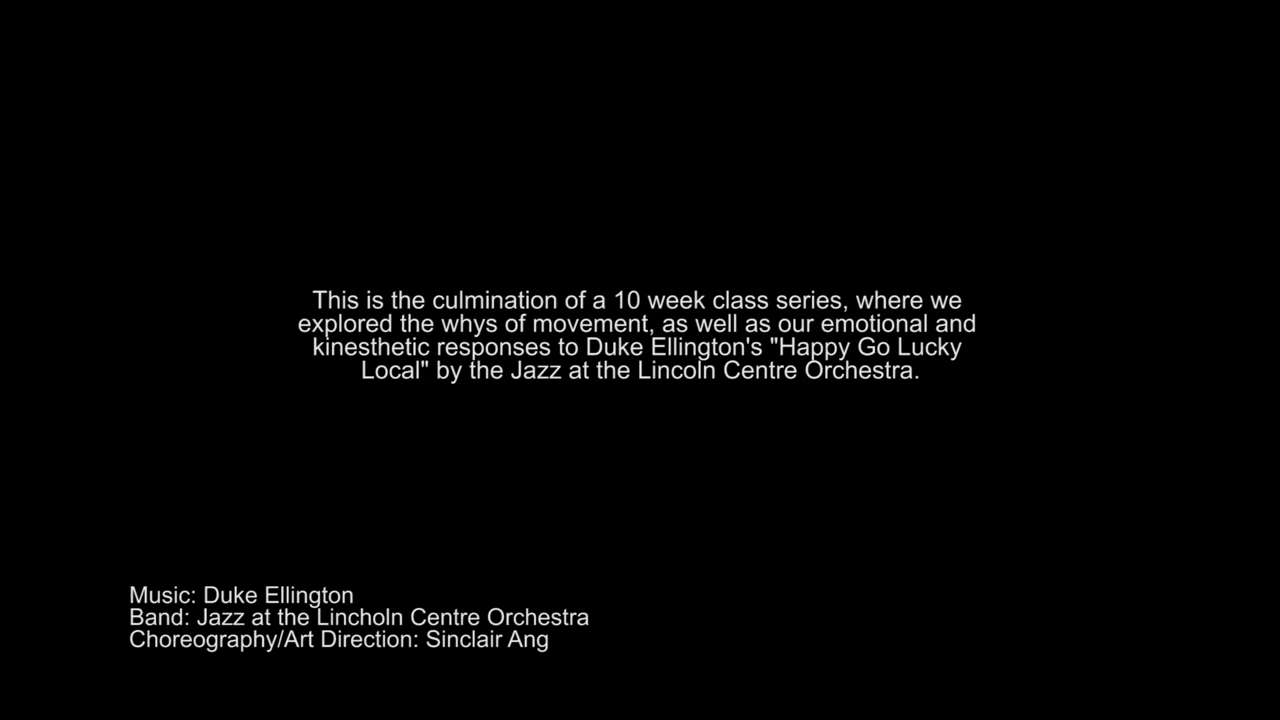 This is the culmination of a 10 week class series, where we
explored the whys of movement, as well as our emotional and
kinesthetic responses to Duke Ellington's "Happy Go Lucky
Local" by the Jazz at the Lincoln Centre Orchestra.
Music: Duke Ellington
Band: Jazz at the Lincholn Centre Orchestra
Choreography/Art Direction: Sinclair Ang